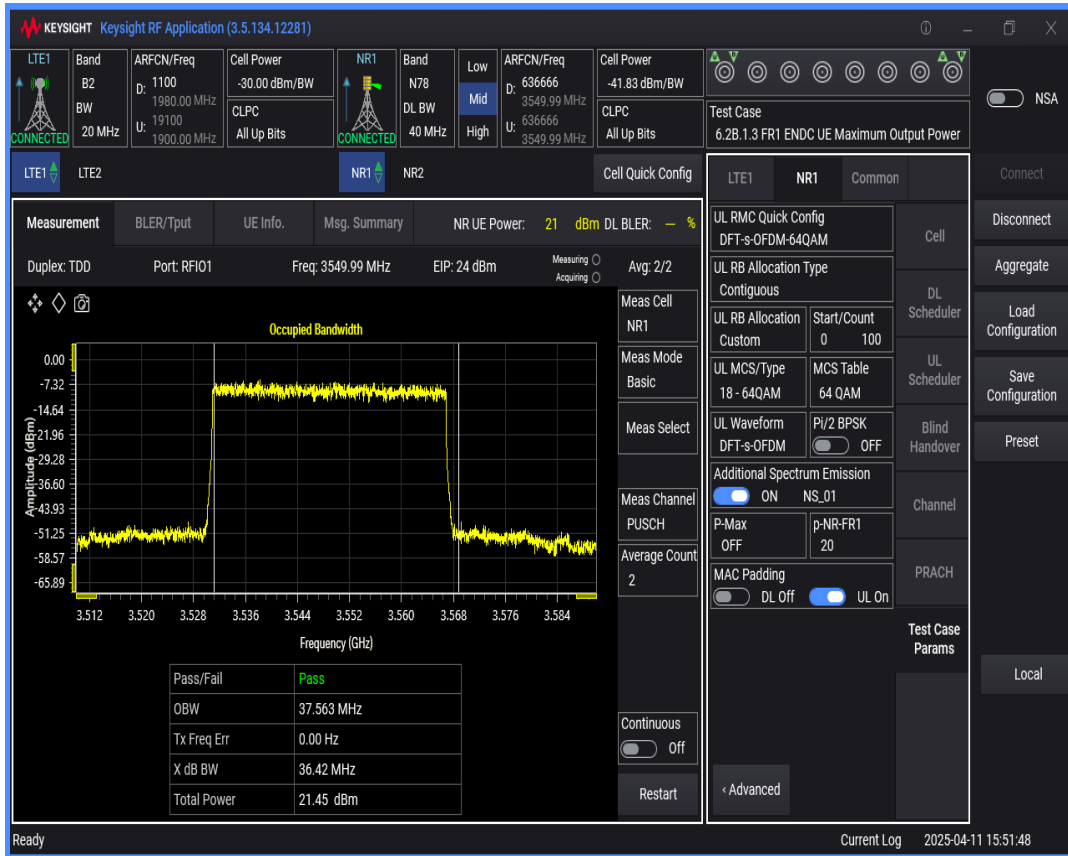 KEYSIGHT Keysight RF Application (3.5.134.12281)
LTE1 Band ARFCN/Freq Cell Power NR1 Band Low ARFCN/Freq Cell Power
B2 D: 1100 -30.00 dBm/BW N78 D: 636666 -41.83 dBm/BW
BW 1980.00 MHz CLPC DL BW Mid 3549.99 MHz CLPC
CONNECTED 20 MHz U: 19100 All Up Bits CONNECTED 40 MHz High U: 636666 All Up Bits
1900.00 MHz 3549.99 MHz
Test Case
6.2B.1.3 FR1 ENDC UE Maximum Output Power
NSA
LTE1 LTE2 NR1 NR2 Cell Quick Config
Measurement BLER/Tput UE Info. Msg. Summary NR UE Power: 21 dBm DL BLER: — %
Duplex: TDD Port: RFIO1 Freq: 3549.99 MHz EIP: 24 dBm Measuring Avg: 2/2
Acquiring
Occupied Bandwidth
Amplitude (dBm)
0.00
-7.32
-14.64
-21.96
-29.28
-36.60
-43.93
-51.25
-58.57
-65.89
3.512 3.520 3.528 3.536 3.544 3.552 3.560 3.568 3.576 3.584
Frequency (GHz)
Pass/Fail Pass
OBW 37.563 MHz
Tx Freq Err 0.00 Hz
X dB BW 36.42 MHz
Total Power 21.45 dBm
Meas Cell
NR1
Meas Mode
Basic
Meas Select
Meas Channel
PUSCH
Average Count
2
Continuous
Off
Restart
LTE1 NR1 Common
UL RMC Quick Config
DFT-s-OFDM-64QAM
UL RB Allocation Type
Contiguous
UL RB Allocation Start/Count
Custom 0 100
UL MCS/Type MCS Table
18 - 64QAM 64 QAM
UL Waveform Pi/2 BPSK
DFT-s-OFDM OFF
Additional Spectrum Emission
ON NS_01
P-Max p-NR-FR1
OFF 20
MAC Padding
DL Off UL On
‹ Advanced
Cell
DL
Scheduler
UL
Scheduler
Blind
Handover
Channel
PRACH
Test Case
Params
Connect
Disconnect
Aggregate
Load
Configuration
Save
Configuration
Preset
Local
Ready Current Log 2025-04-11 15:51:48